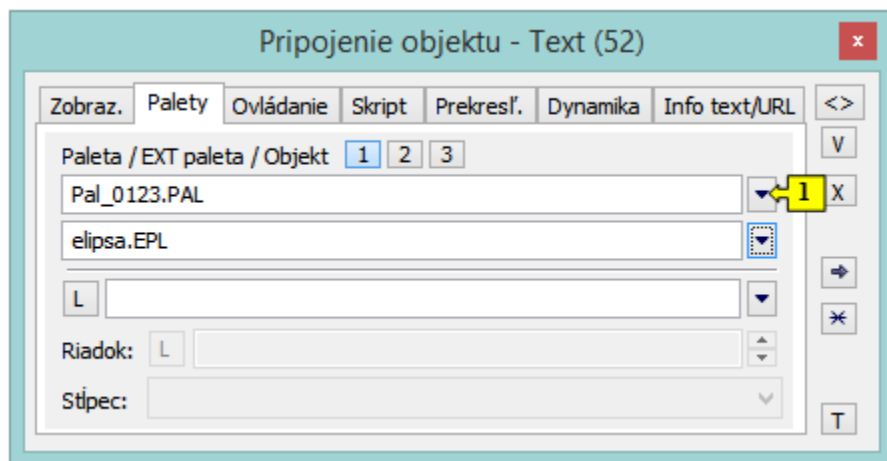 Pripojenie objektu - Text (52)
x
Zobraz. Palety Ovládanie Skript Prekresľ. Dynamika Info text/URL <>
Paleta / EXT paleta / Objekt 1 2 3 V
Pal_0123.PAL 1 X
elipsa.EPL
L
Riadok: L
Stĺpec:
T